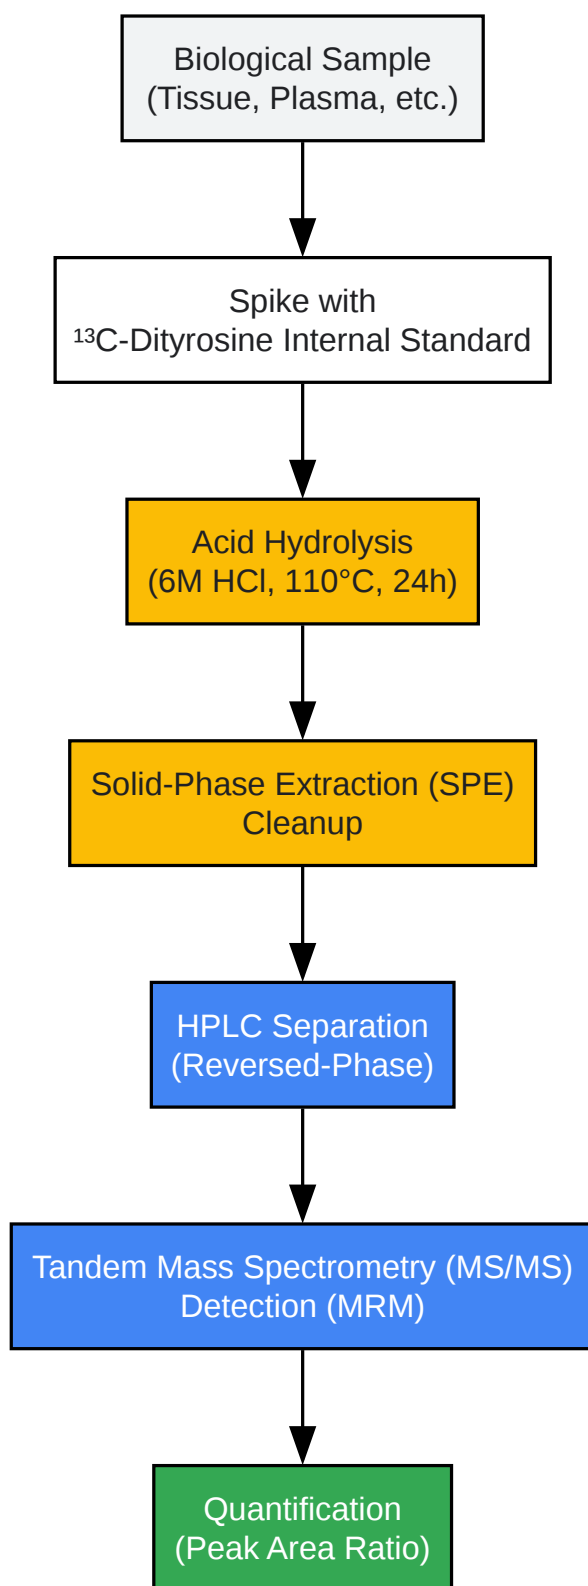 Biological Sample
(Tissue, Plasma, etc.)
Spike with
¹³C-Dityrosine Internal Standard
Acid Hydrolysis
(6M HCl, 110°C, 24h)
Solid-Phase Extraction (SPE)
Cleanup
HPLC Separation
(Reversed-Phase)
Tandem Mass Spectrometry (MS/MS)
Detection (MRM)
Quantification
(Peak Area Ratio)